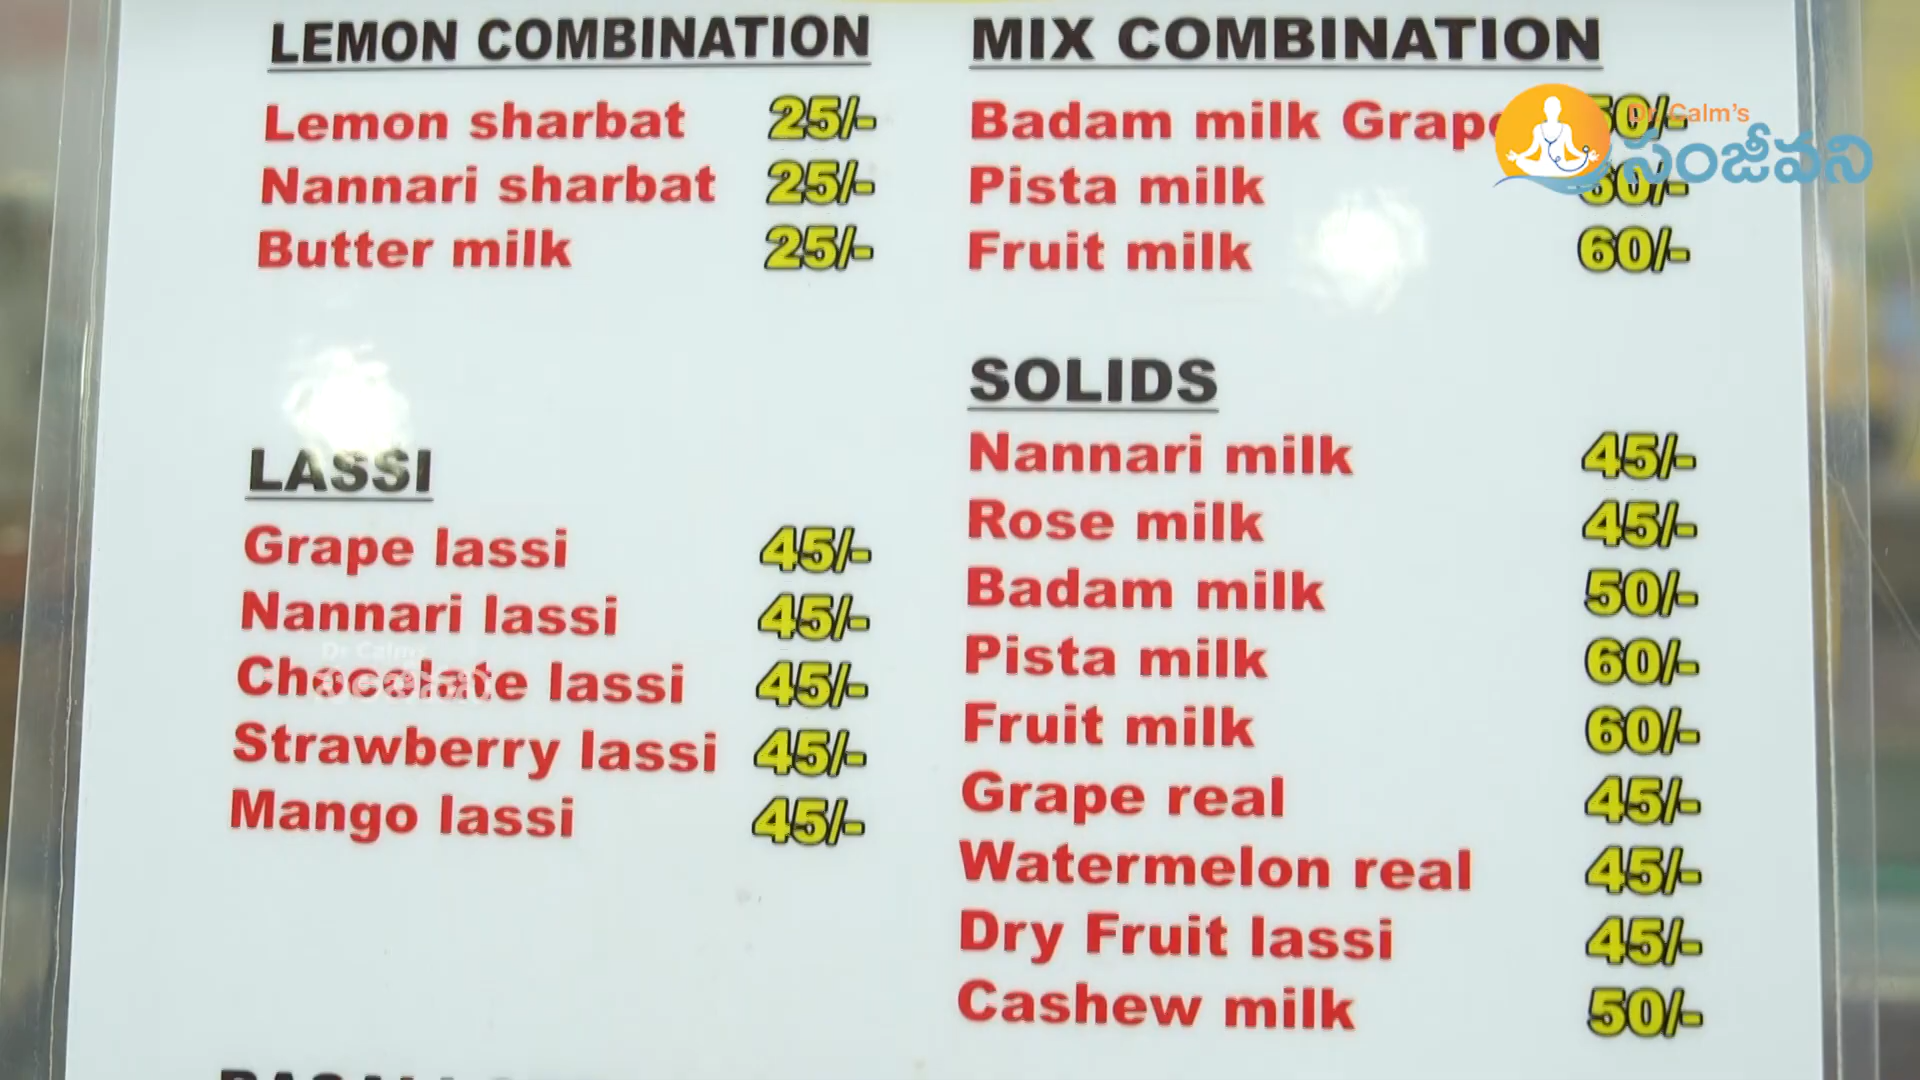 LEMON COMBINATION
Lemon sharbat 25/-
Nannari sharbat 25/-
Butter milk 25/-
LASSI
Grape lassi 45/-
Nannari lassi 45/-
Chocolate lassi 45/-
Strawberry lassi 45/-
Mango lassi 45/-
MIX COMBINATION
Badam milk Grape 50/-
Pista milk 60/-
Fruit milk 60/-
SOLIDS
Nannari milk 45/-
Rose milk 45/-
Badam milk 50/-
Pista milk 60/-
Fruit milk 60/-
Grape real 45/-
Watermelon real 45/-
Dry Fruit lassi 45/-
Cashew milk 50/-
Dr. Calm's
సంజీవని